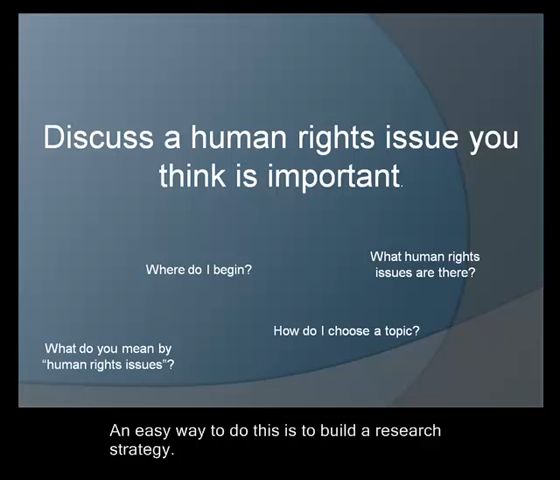 Discuss a human rights issue you
think is important.
Where do I begin?
What human rights
issues are there?
How do I choose a topic?
What do you mean by
“human rights issues”?
An easy way to do this is to build a research
strategy.